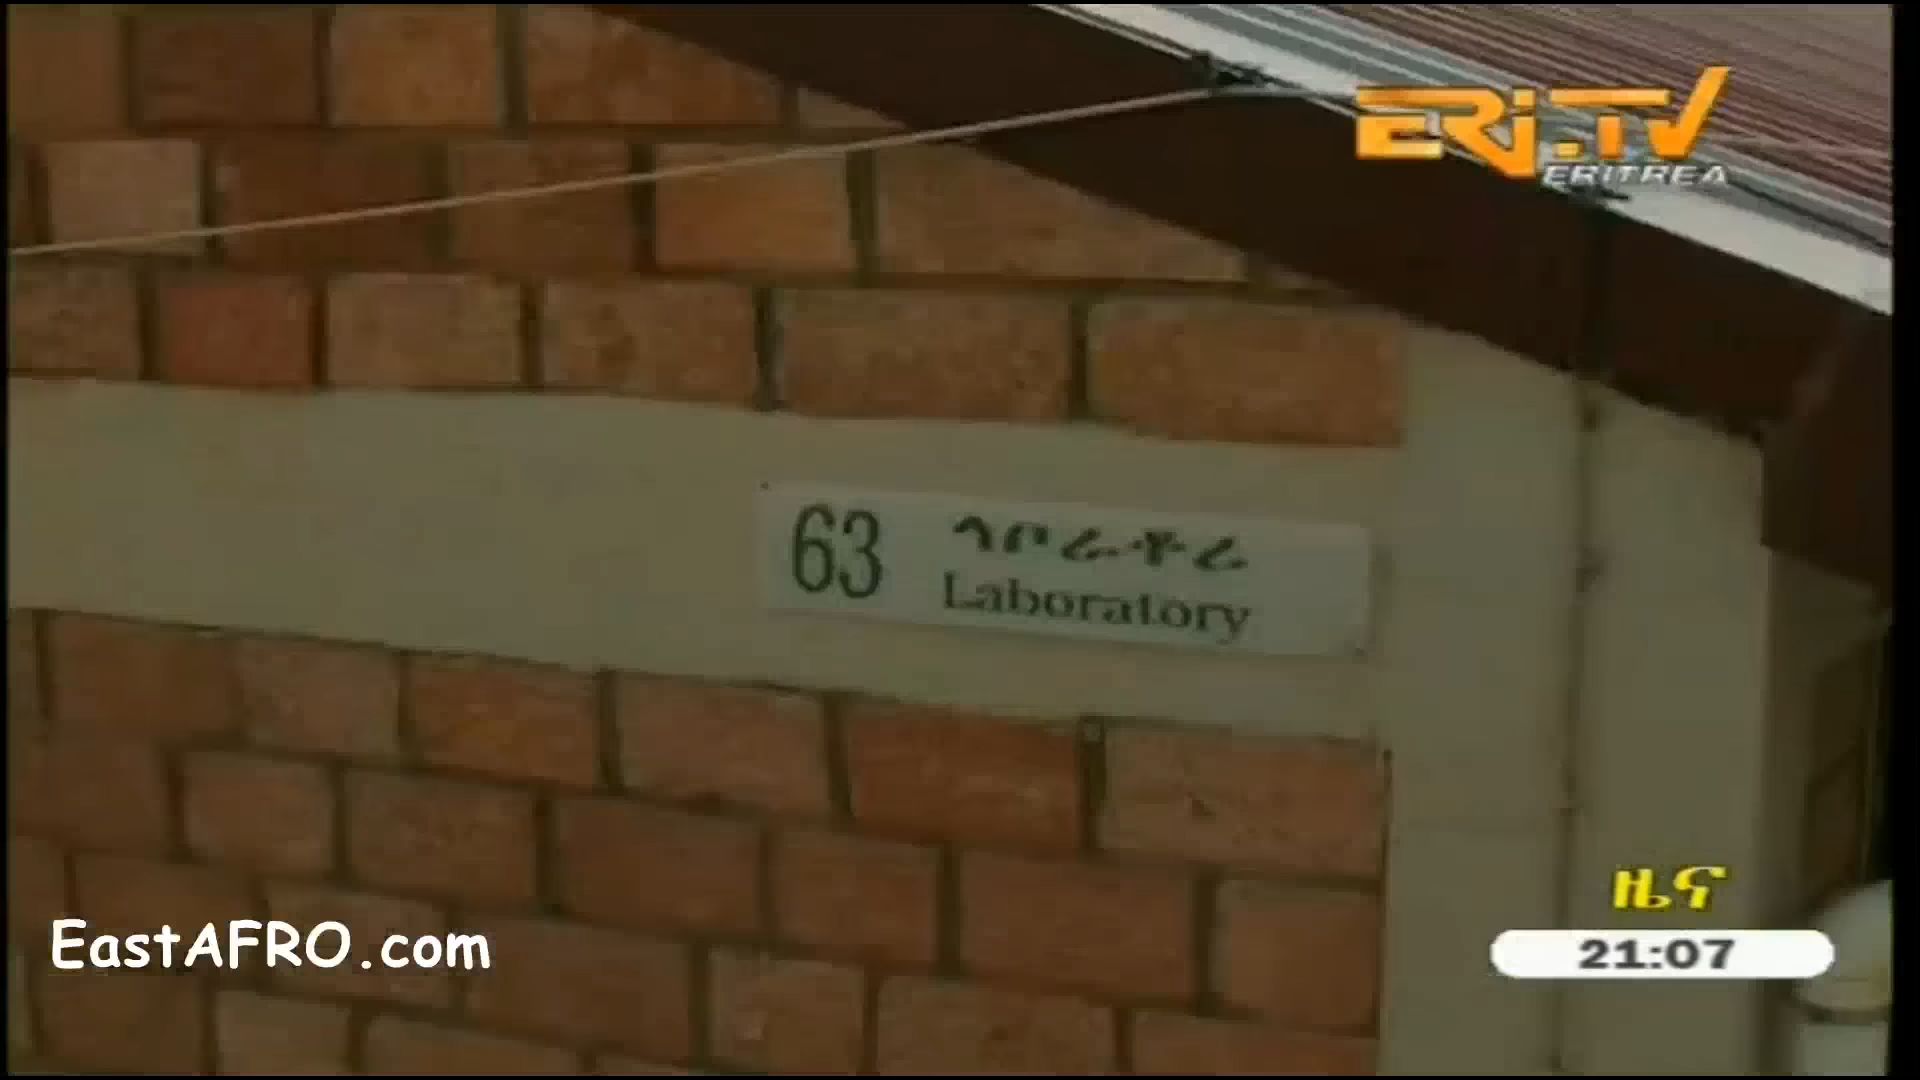 ERi.TV
ERITREA
63 ላቦራቶሪ
Laboratory
ዜና
21:07
EastAFRO.com